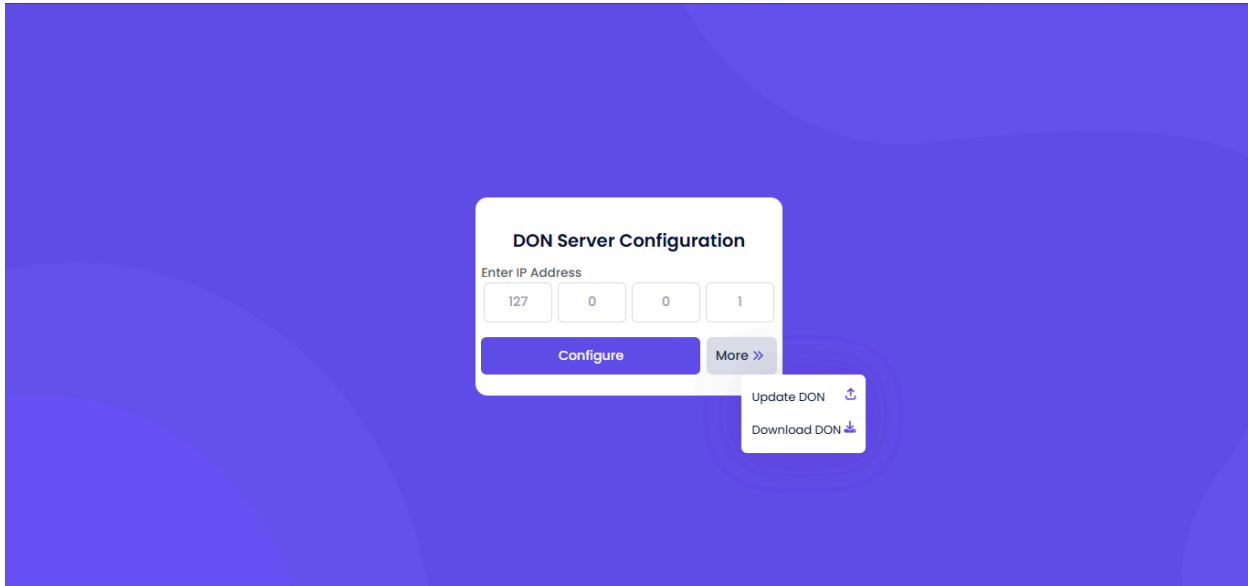 DON Server Configuration
Enter IP Address
127 0 0 1
Configure More
Update DON
Download DON